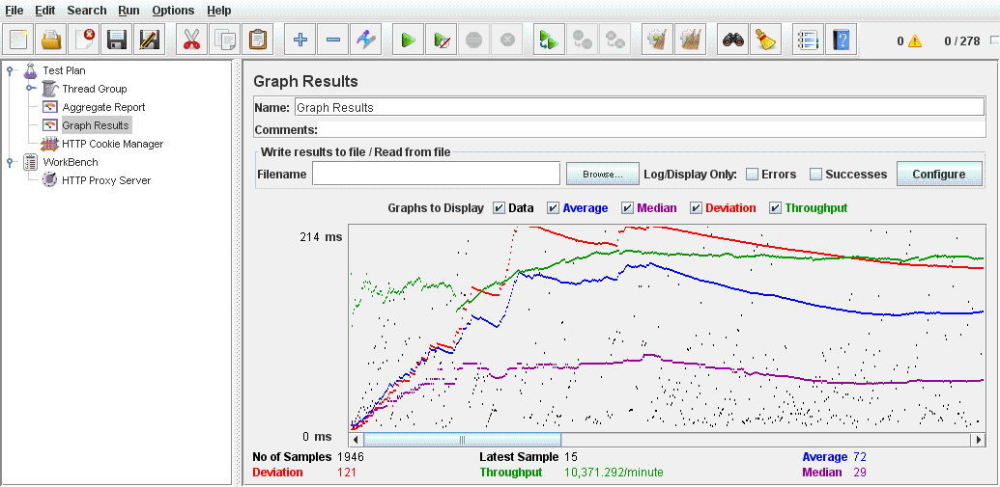 File Edit Search Run Options Help
0 0 / 278
Test Plan
Thread Group
Aggregate Report
Graph Results
HTTP Cookie Manager
WorkBench
HTTP Proxy Server
Graph Results
Name: Graph Results
Comments:
Write results to file / Read from file
Filename Browse... Log/Display Only: Errors Successes Configure
Graphs to Display Data Average Median Deviation Throughput
214 ms
0 ms
No of Samples 1946 Latest Sample 15 Average 72
Deviation 121 Throughput 10,371.292/minute Median 29